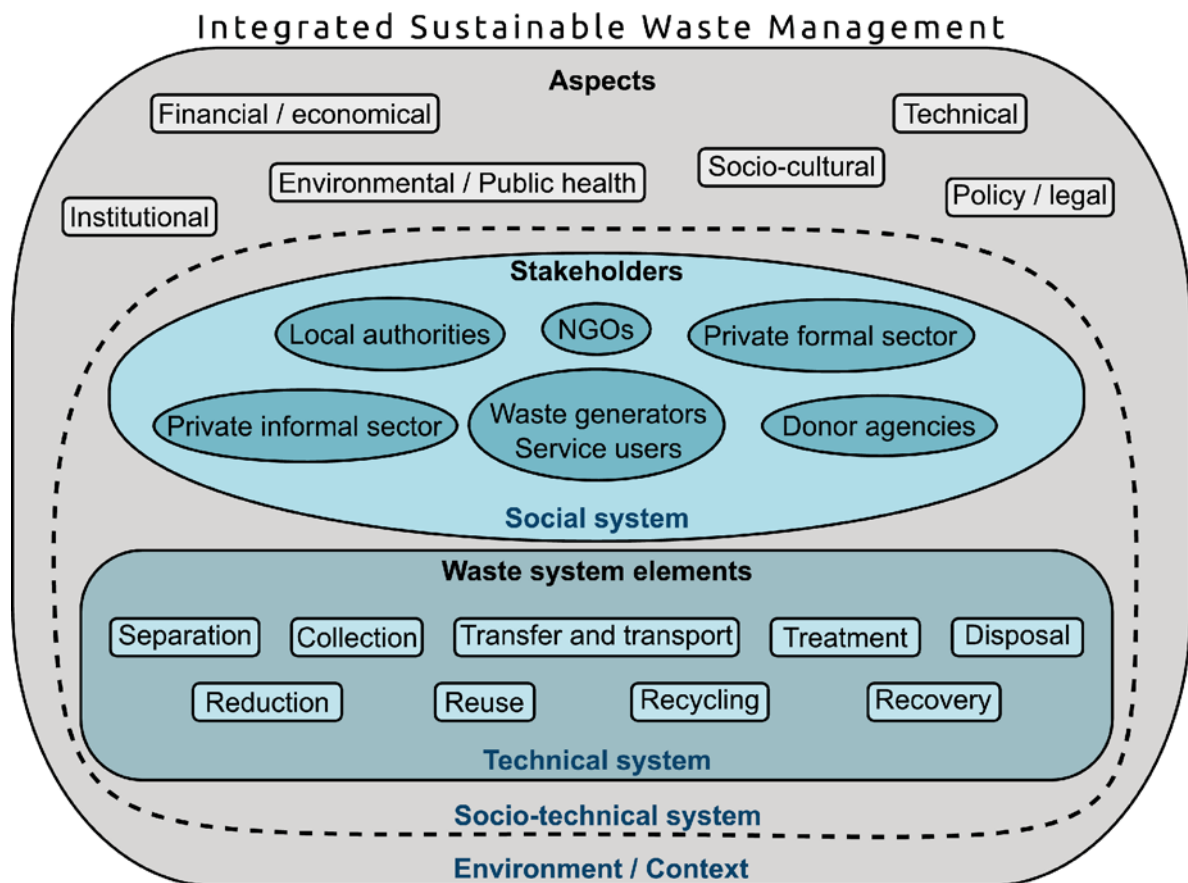 Integrated Sustainable Waste Management
Aspects
Financial / economical
Technical
Socio-cultural
Environmental / Public health
Policy / legal
Institutional
Stakeholders
Local authorities
NGOs
Private formal sector
Private informal sector
Waste generators
Service users
Donor agencies
Social system
Waste system elements
Separation
Collection
Transfer and transport
Treatment
Disposal
Reduction
Reuse
Recycling
Recovery
Technical system
Socio-technical system
Environment / Context